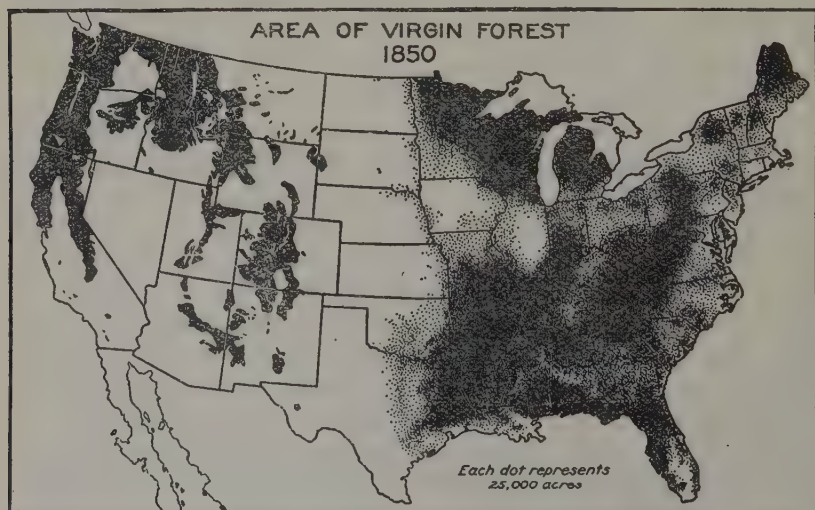 AREA OF VIRGIN FOREST
1850
Each dot represents
25,000 acres